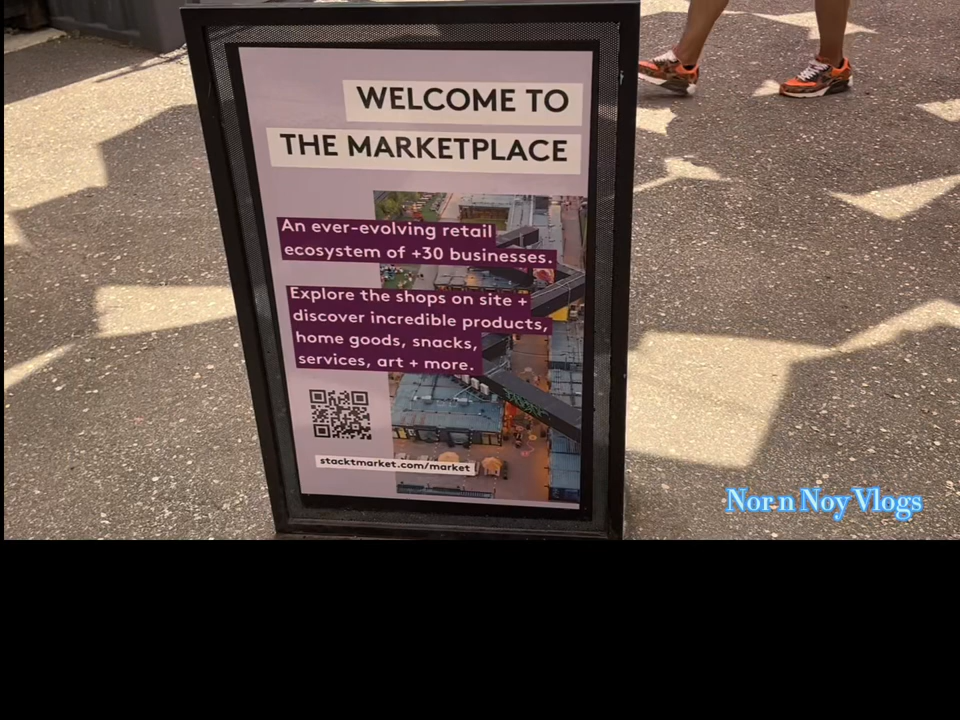 WELCOME TO
THE MARKETPLACE
An ever-evolving retail
ecosystem of +30 businesses.
Explore the shops on site +
discover incredible products,
home goods, snacks,
services, art + more.
stacktmarket.com/market
Nor n Noy Vlogs